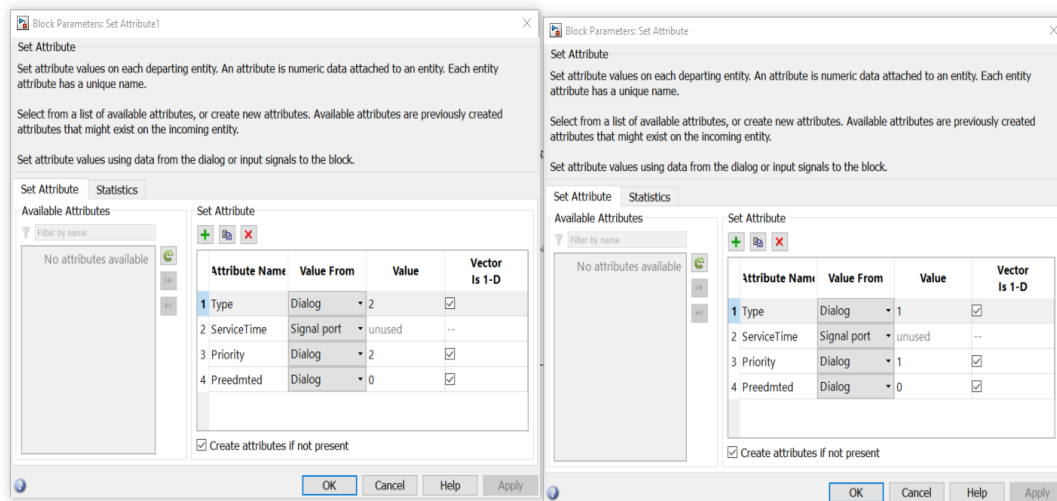 Block Parameters: Set Attribute1
Set Attribute
Set attribute values on each departing entity. An attribute is numeric data attached to an entity. Each entity
attribute has a unique name.
Select from a list of available attributes, or create new attributes. Available attributes are previously created
attributes that might exist on the incoming entity.
Set attribute values using data from the dialog or input signals to the block.
Set Attribute Statistics
Available Attributes
Filter by name
No attributes available
Set Attribute
Attribute Name Value From Value Vector
Is 1-D
1 Type Dialog 2
2 ServiceTime Signal port unused --
3 Priority Dialog 2
4 Preedmted Dialog 0
Create attributes if not present
OK Cancel Help Apply
Block Parameters: Set Attribute
Set Attribute
Set attribute values on each departing entity. An attribute is numeric data attached to an entity. Each entity
attribute has a unique name.
Select from a list of available attributes, or create new attributes. Available attributes are previously created
attributes that might exist on the incoming entity.
Set attribute values using data from the dialog or input signals to the block.
Set Attribute Statistics
Available Attributes
Filter by name
No attributes available
Set Attribute
Attribute Name Value From Value Vector
Is 1-D
1 Type Dialog 1
2 ServiceTime Signal port unused --
3 Priority Dialog 1
4 Preedmted Dialog 0
Create attributes if not present
OK Cancel Help Apply